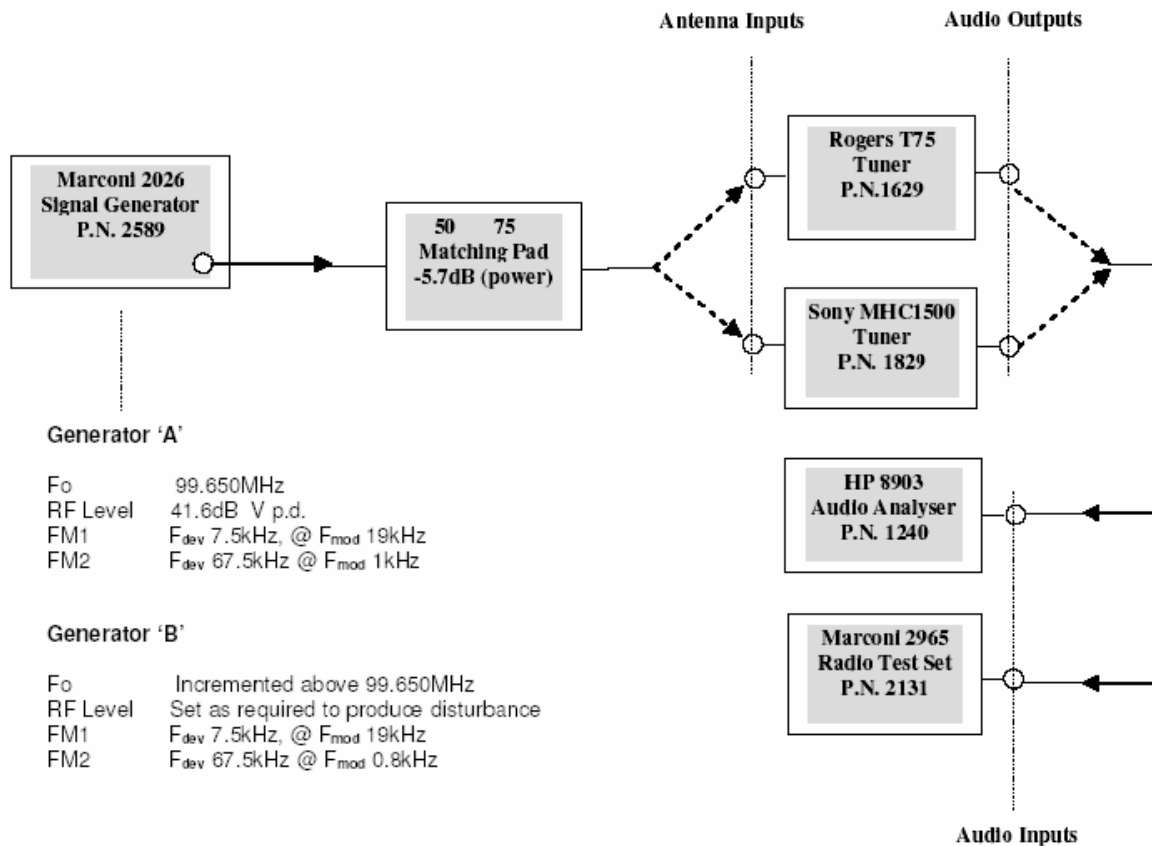 Antenna Inputs
Audio Outputs
Marconi 2026
Signal Generator
P.N. 2589
50 75
Matching Pad
-5.7dB (power)
Rogers T75
Tuner
P.N.1629
Sony MHC1500
Tuner
P.N. 1829
HP 8903
Audio Analyser
P.N. 1240
Marconi 2965
Radio Test Set
P.N. 2131
Audio Inputs
Generator ‘A’
Fo 99.650MHz
RF Level 41.6dB V p.d.
FM1 Fdev 7.5kHz, @ Fmod 19kHz
FM2 Fdev 67.5kHz @ Fmod 1kHz
Generator ‘B’
Fo Incremented above 99.650MHz
RF Level Set as required to produce disturbance
FM1 Fdev 7.5kHz, @ Fmod 19kHz
FM2 Fdev 67.5kHz @ Fmod 0.8kHz